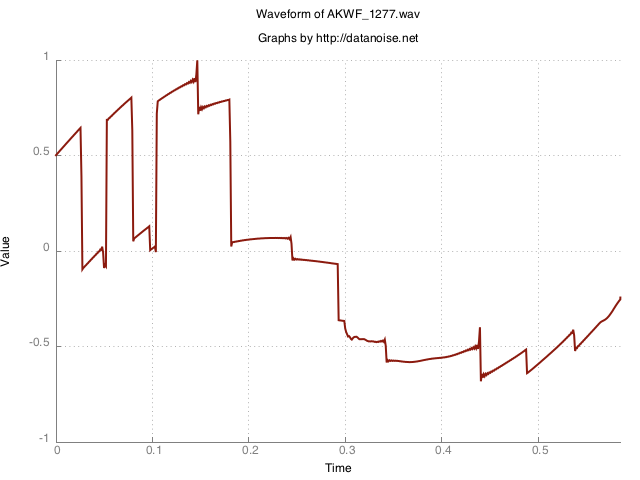 Waveform of AKWF_1277.wav
Graphs by http://datanoise.net
1
0.5
0
-0.5
-1
Value
0 0.1 0.2 0.3 0.4 0.5
Time